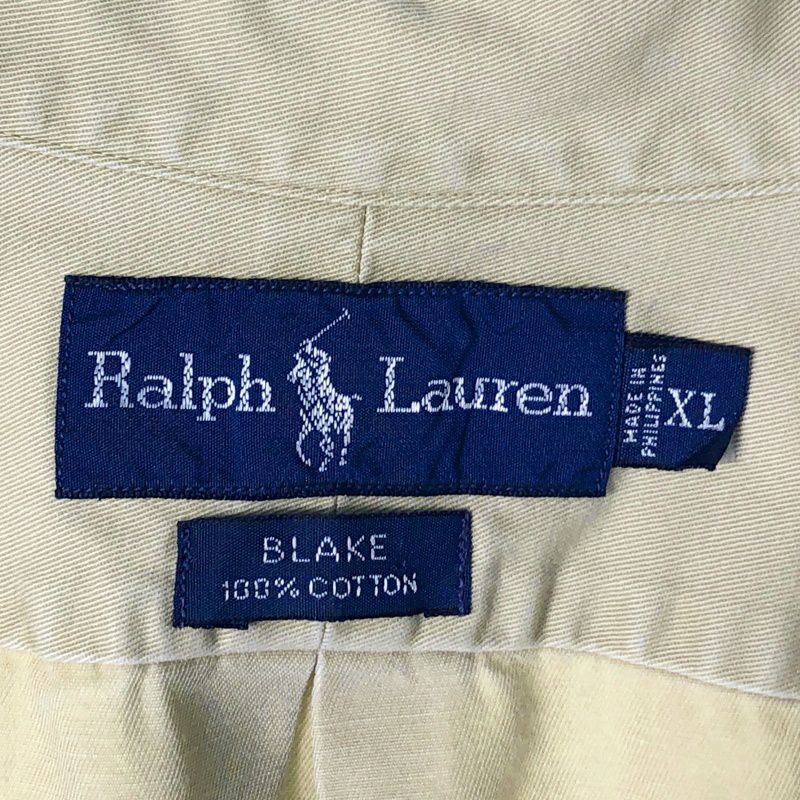 Ralph Lauren
MADE IN
PHILIPPINES
XL
BLAKE
100% COTTON